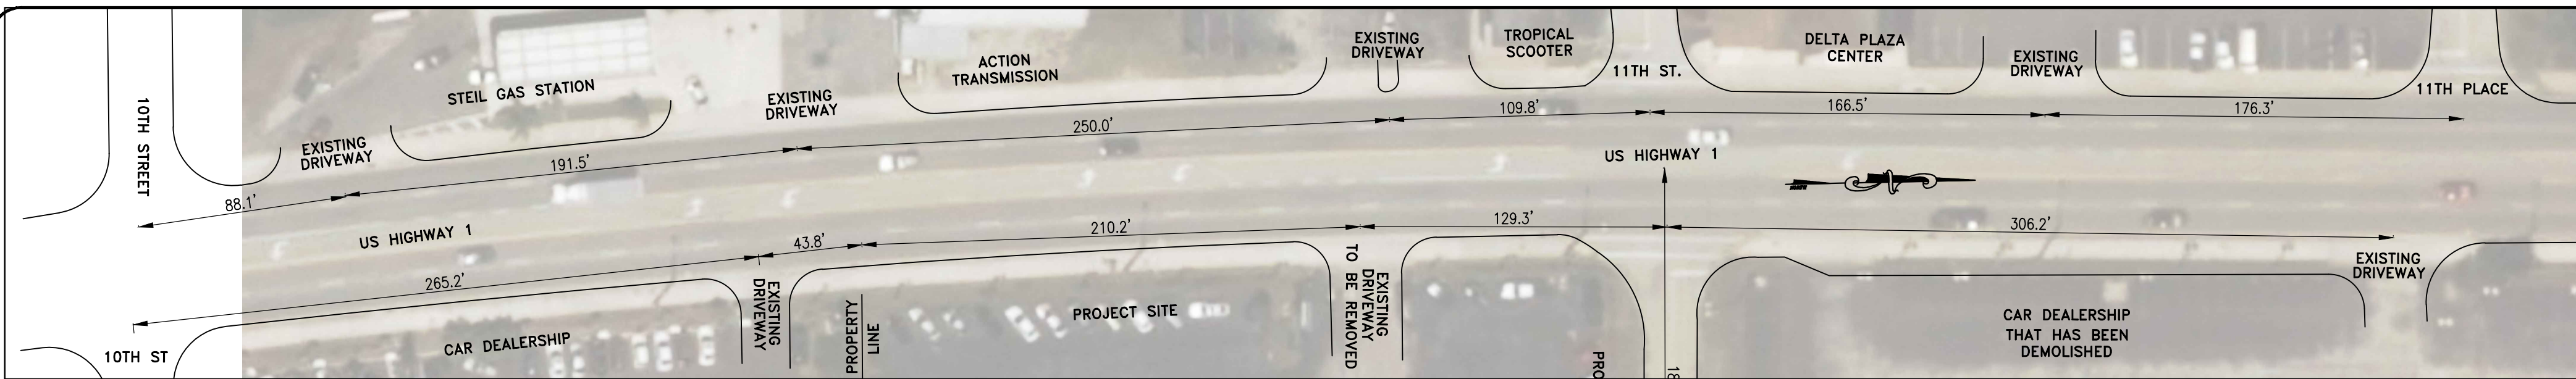 EXISTING
DRIVEWAY
TROPICAL
SCOOTER
DELTA PLAZA
CENTER
ACTION
TRANSMISSION
EXISTING
DRIVEWAY
11TH ST.
STEIL GAS STATION
EXISTING
DRIVEWAY
11TH PLACE
10TH STREET
EXISTING
DRIVEWAY
88.1'
191.5'
250.0'
109.8'
166.5'
176.3'
US HIGHWAY 1
US HIGHWAY 1
265.2'
43.8'
210.2'
129.3'
306.2'
10TH ST
CAR DEALERSHIP
EXISTING
DRIVEWAY
PROPERTY
LINE
PROJECT SITE
EXISTING
DRIVEWAY
TO BE REMOVED
PRO
18
CAR DEALERSHIP
THAT HAS BEEN
DEMOLISHED
EXISTING
DRIVEWAY